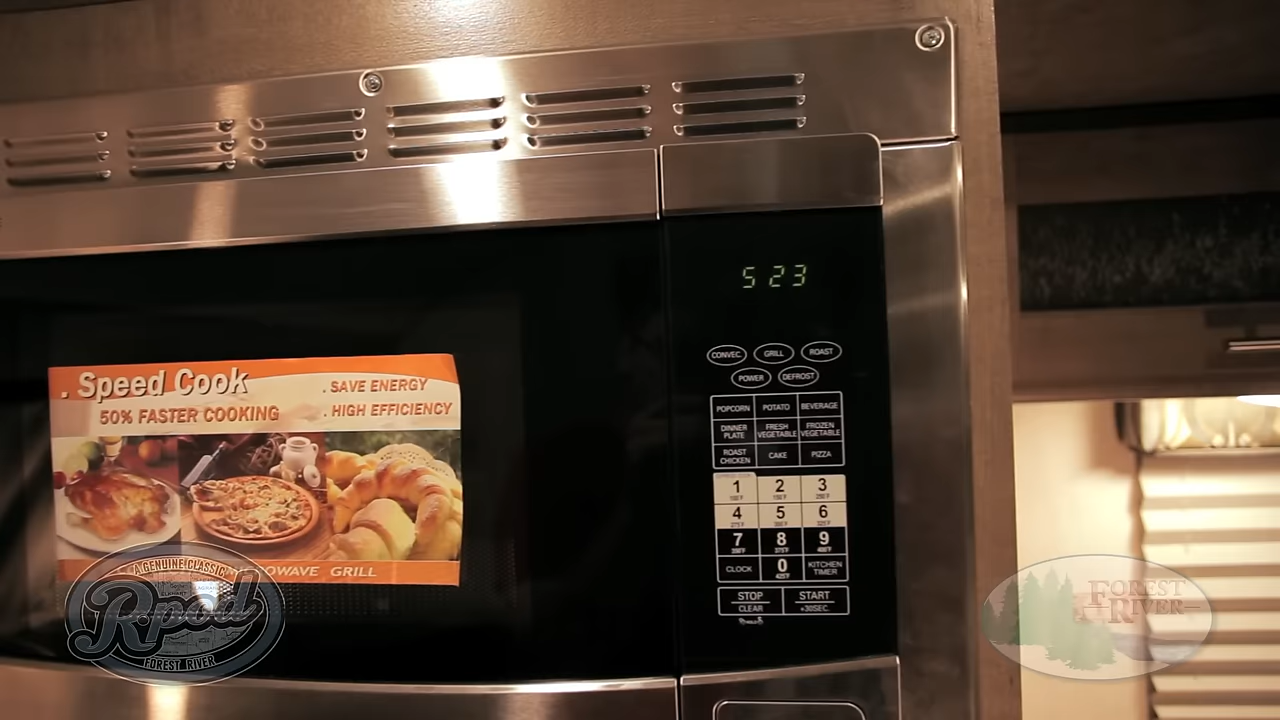 5 23
CONVEC. GRILL ROAST
POWER DEFROST
POPCORN POTATO BEVERAGE
DINNER PLATE FRESH VEGETABLE FROZEN VEGETABLE
ROAST CHICKEN CAKE PIZZA
1 2 3
4 5 6
7 8 9
CLOCK 0 KITCHEN TIMER
STOP CLEAR START +30SEC.
. Speed Cook
50% FASTER COOKING
. SAVE ENERGY
. HIGH EFFICIENCY
GRILL
A GENUINE CLASSIC
R-pod
FOREST RIVER
FOREST
RIVER